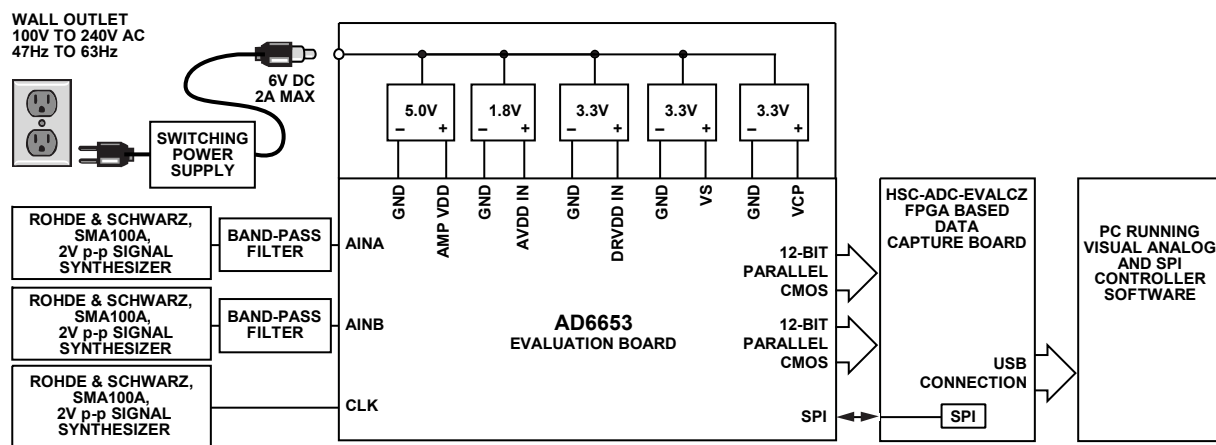 WALL OUTLET
100V TO 240V AC
47Hz TO 63Hz
6V DC
2A MAX
SWITCHING
POWER
SUPPLY
5.0V
– +
1.8V
– +
3.3V
– +
3.3V
– +
3.3V
– +
GND
AMP VDD
GND
AVDD IN
GND
DRVDD IN
GND
VS
GND
VCP
ROHDE & SCHWARZ,
SMA100A,
2V p-p SIGNAL
SYNTHESIZER
BAND-PASS
FILTER
AINA
ROHDE & SCHWARZ,
SMA100A,
2V p-p SIGNAL
SYNTHESIZER
BAND-PASS
FILTER
AINB
ROHDE & SCHWARZ,
SMA100A,
2V p-p SIGNAL
SYNTHESIZER
CLK
AD6653
EVALUATION BOARD
12-BIT
PARALLEL
CMOS
12-BIT
PARALLEL
CMOS
SPI
HSC-ADC-EVALCZ
FPGA BASED
DATA
CAPTURE BOARD
USB
CONNECTION
SPI
PC RUNNING
VISUAL ANALOG
AND SPI
CONTROLLER
SOFTWARE